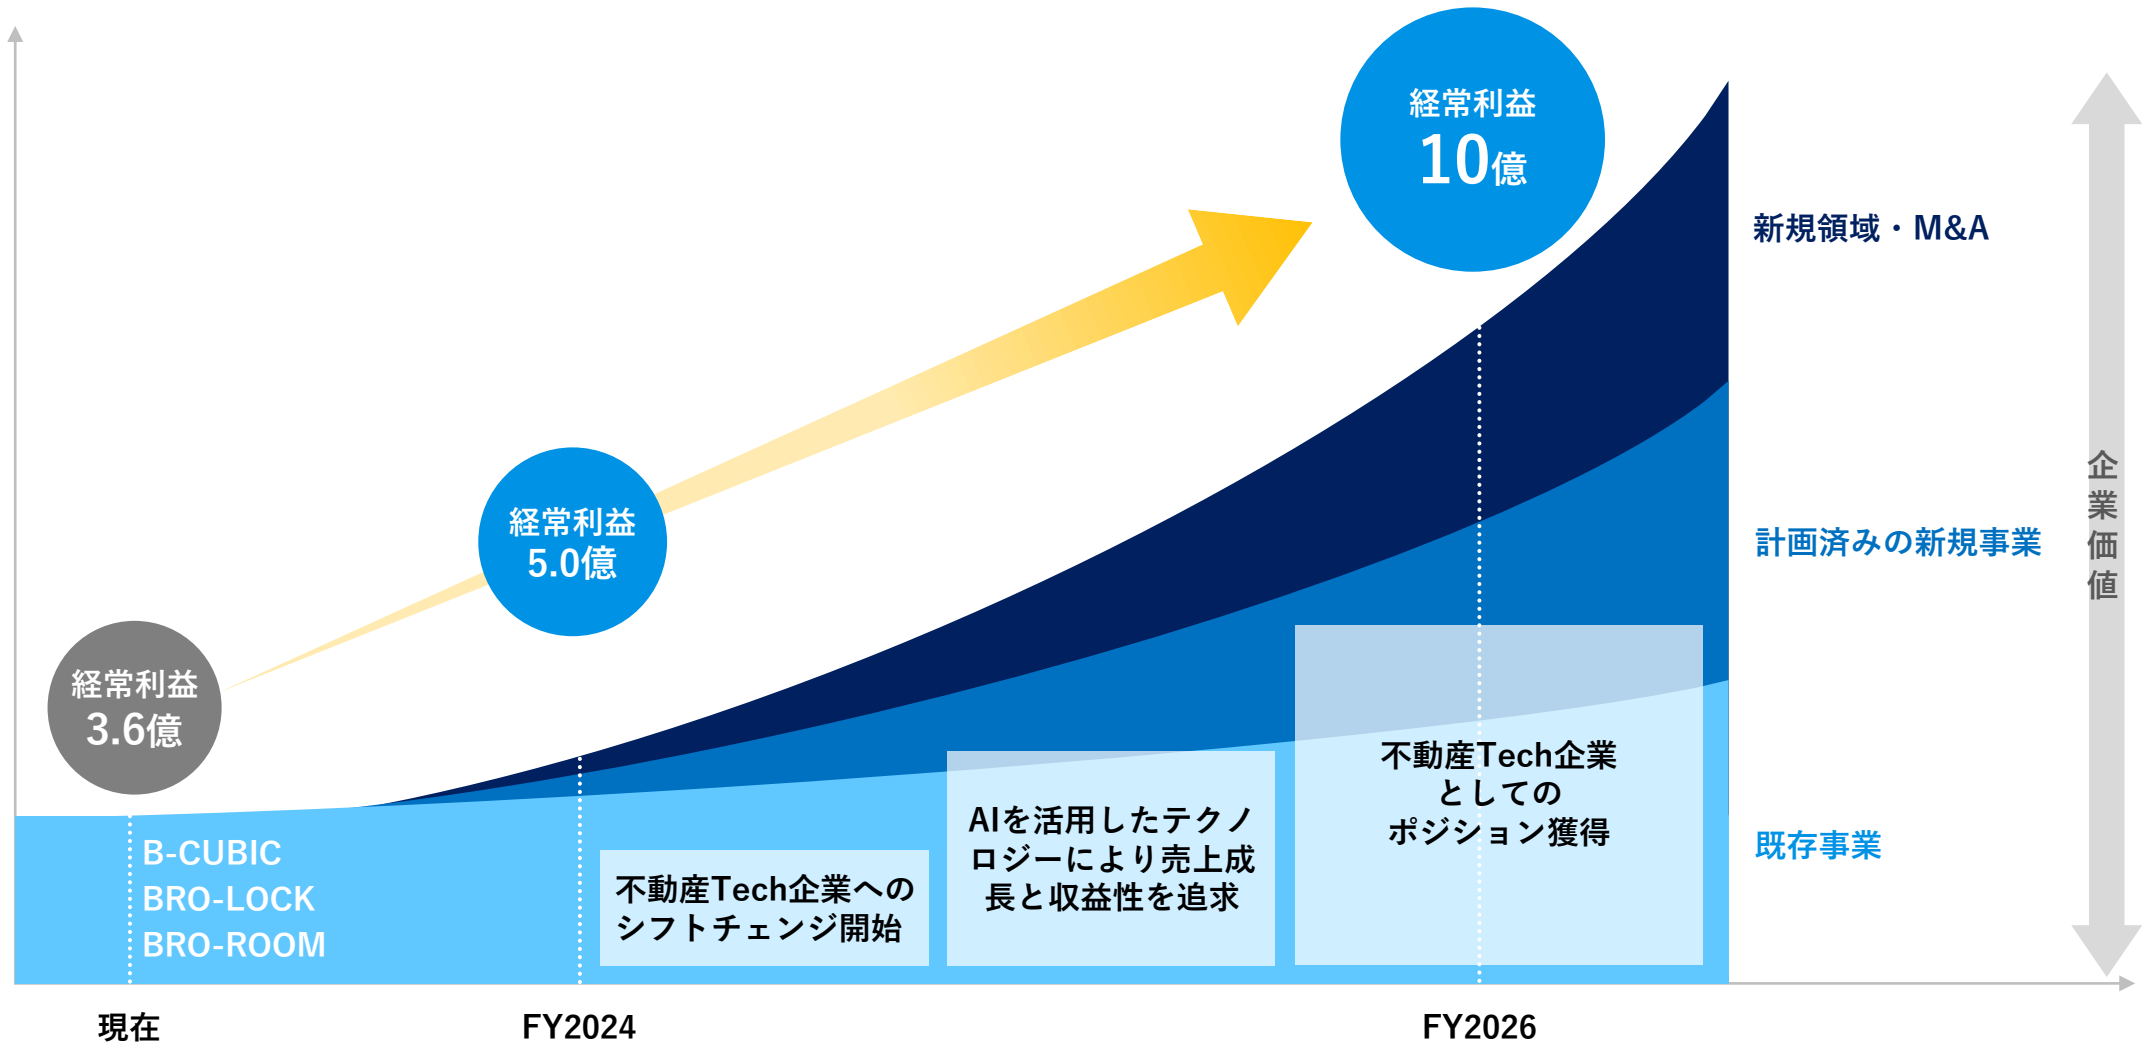 経常利益
10億
新規領域・M&A
経常利益
5.0億
計画済みの新規事業
企業価値
経常利益
3.6億
既存事業
B-CUBIC
BRO-LOCK
BRO-ROOM
不動産Tech企業への
シフトチェンジ開始
AIを活用したテクノ
ロジーにより売上成
長と収益性を追求
不動産Tech企業
としての
ポジション獲得
現在
FY2024
FY2026